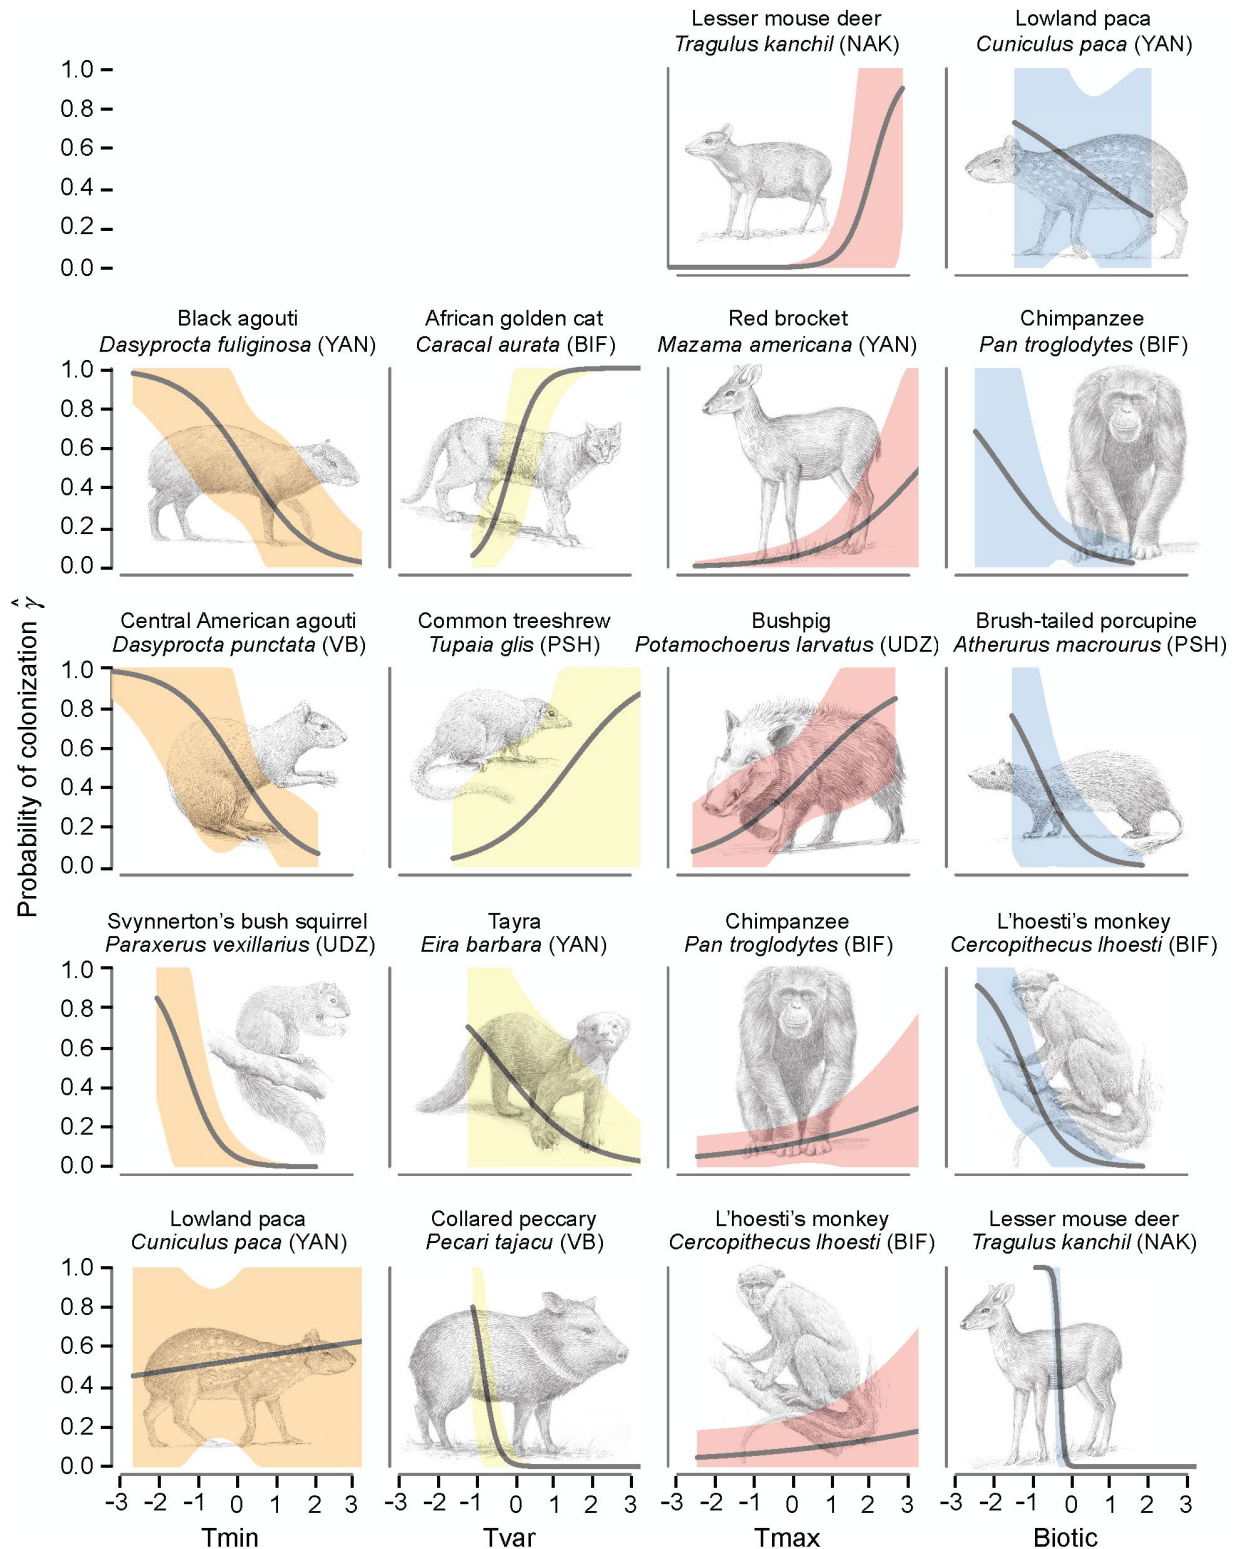 Lesser mouse deer
Tragulus kanchil (NAK)
Lowland paca
Cuniculus paca (YAN)
1.0
0.8
0.6
0.4
0.2
0.0
Black agouti
Dasyprocta fuliginosa (YAN)
African golden cat
Caracal aurata (BIF)
Red brocket
Mazama americana (YAN)
Chimpanzee
Pan troglodytes (BIF)
1.0
0.8
0.6
0.4
0.2
0.0
Probability of colonization γ̂
Central American agouti
Dasyprocta punctata (VB)
Common treeshrew
Tupaia glis (PSH)
Bushpig
Potamochoerus larvatus (UDZ)
Brush-tailed porcupine
Atherurus macrourus (PSH)
1.0
0.8
0.6
0.4
0.2
0.0
Svynnerton's bush squirrel
Paraxerus vexillarius (UDZ)
Tayra
Eira barbara (YAN)
Chimpanzee
Pan troglodytes (BIF)
L'hoesti's monkey
Cercopithecus lhoesti (BIF)
1.0
0.8
0.6
0.4
0.2
0.0
Lowland paca
Cuniculus paca (YAN)
Collared peccary
Pecari tajacu (VB)
L'hoesti's monkey
Cercopithecus lhoesti (BIF)
Lesser mouse deer
Tragulus kanchil (NAK)
1.0
0.8
0.6
0.4
0.2
0.0
−3 −2 −1 0 1 2 3
−3 −2 −1 0 1 2 3
−3 −2 −1 0 1 2 3
−3 −2 −1 0 1 2 3
Tmin
Tvar
Tmax
Biotic